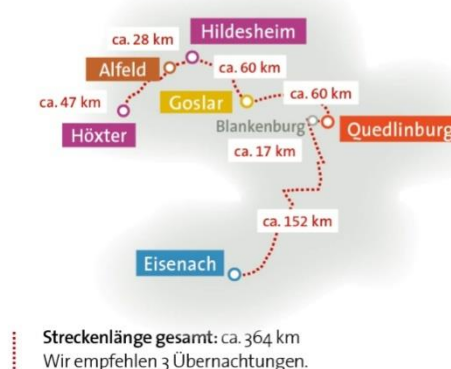 Hildesheim
ca. 28 km
Alfeld
ca. 60 km
ca. 47 km
Goslar
ca. 60 km
Höxter
Blankenburg
Quedlinburg
ca. 17 km
ca. 152 km
Eisenach
Streckenlänge gesamt: ca. 364 km
Wir empfehlen 3 Übernachtungen.